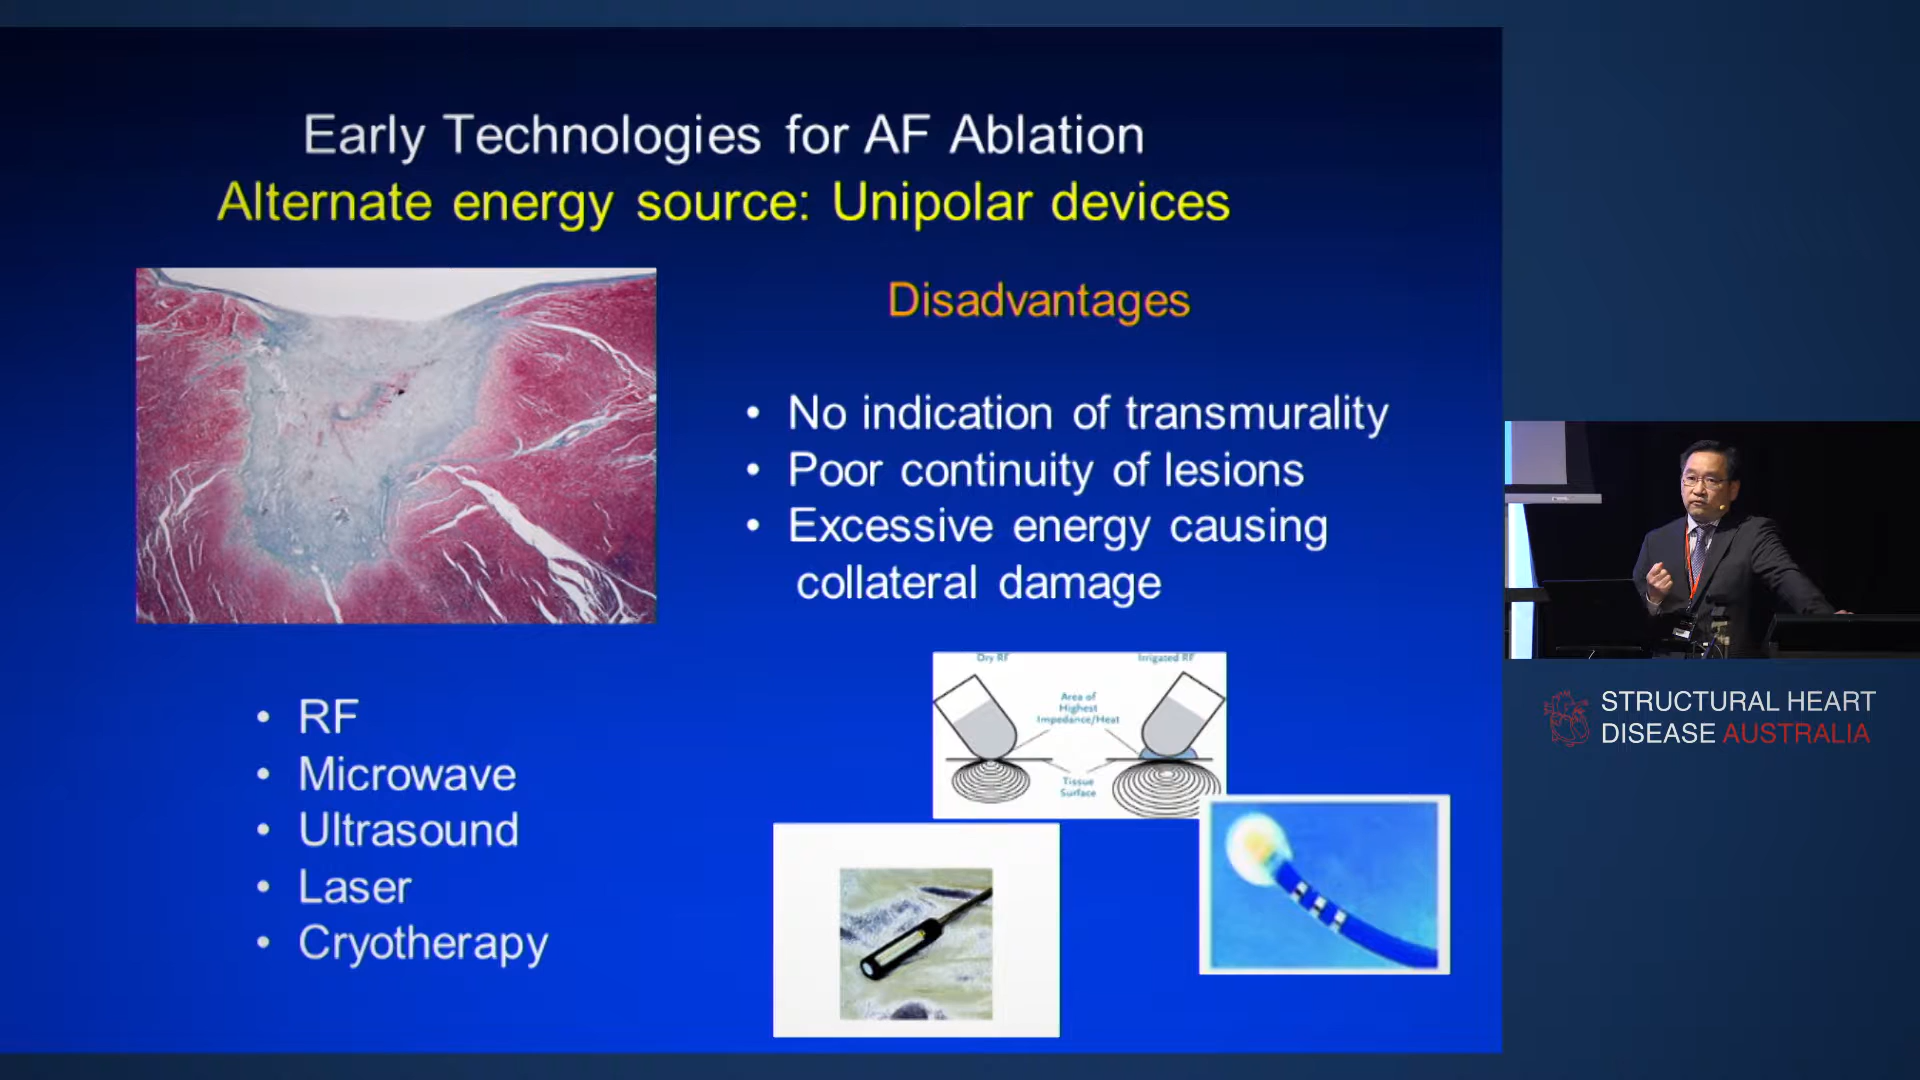 Early Technologies for AF Ablation
Alternate energy source: Unipolar devices
Disadvantages
• No indication of transmurality
• Poor continuity of lesions
• Excessive energy causing
collateral damage
• RF
• Microwave
• Ultrasound
• Laser
• Cryotherapy
Dry RF
Irrigated RF
Area of
Highest
Impedance/Heat
Tissue
Surface
STRUCTURAL HEART
DISEASE AUSTRALIA